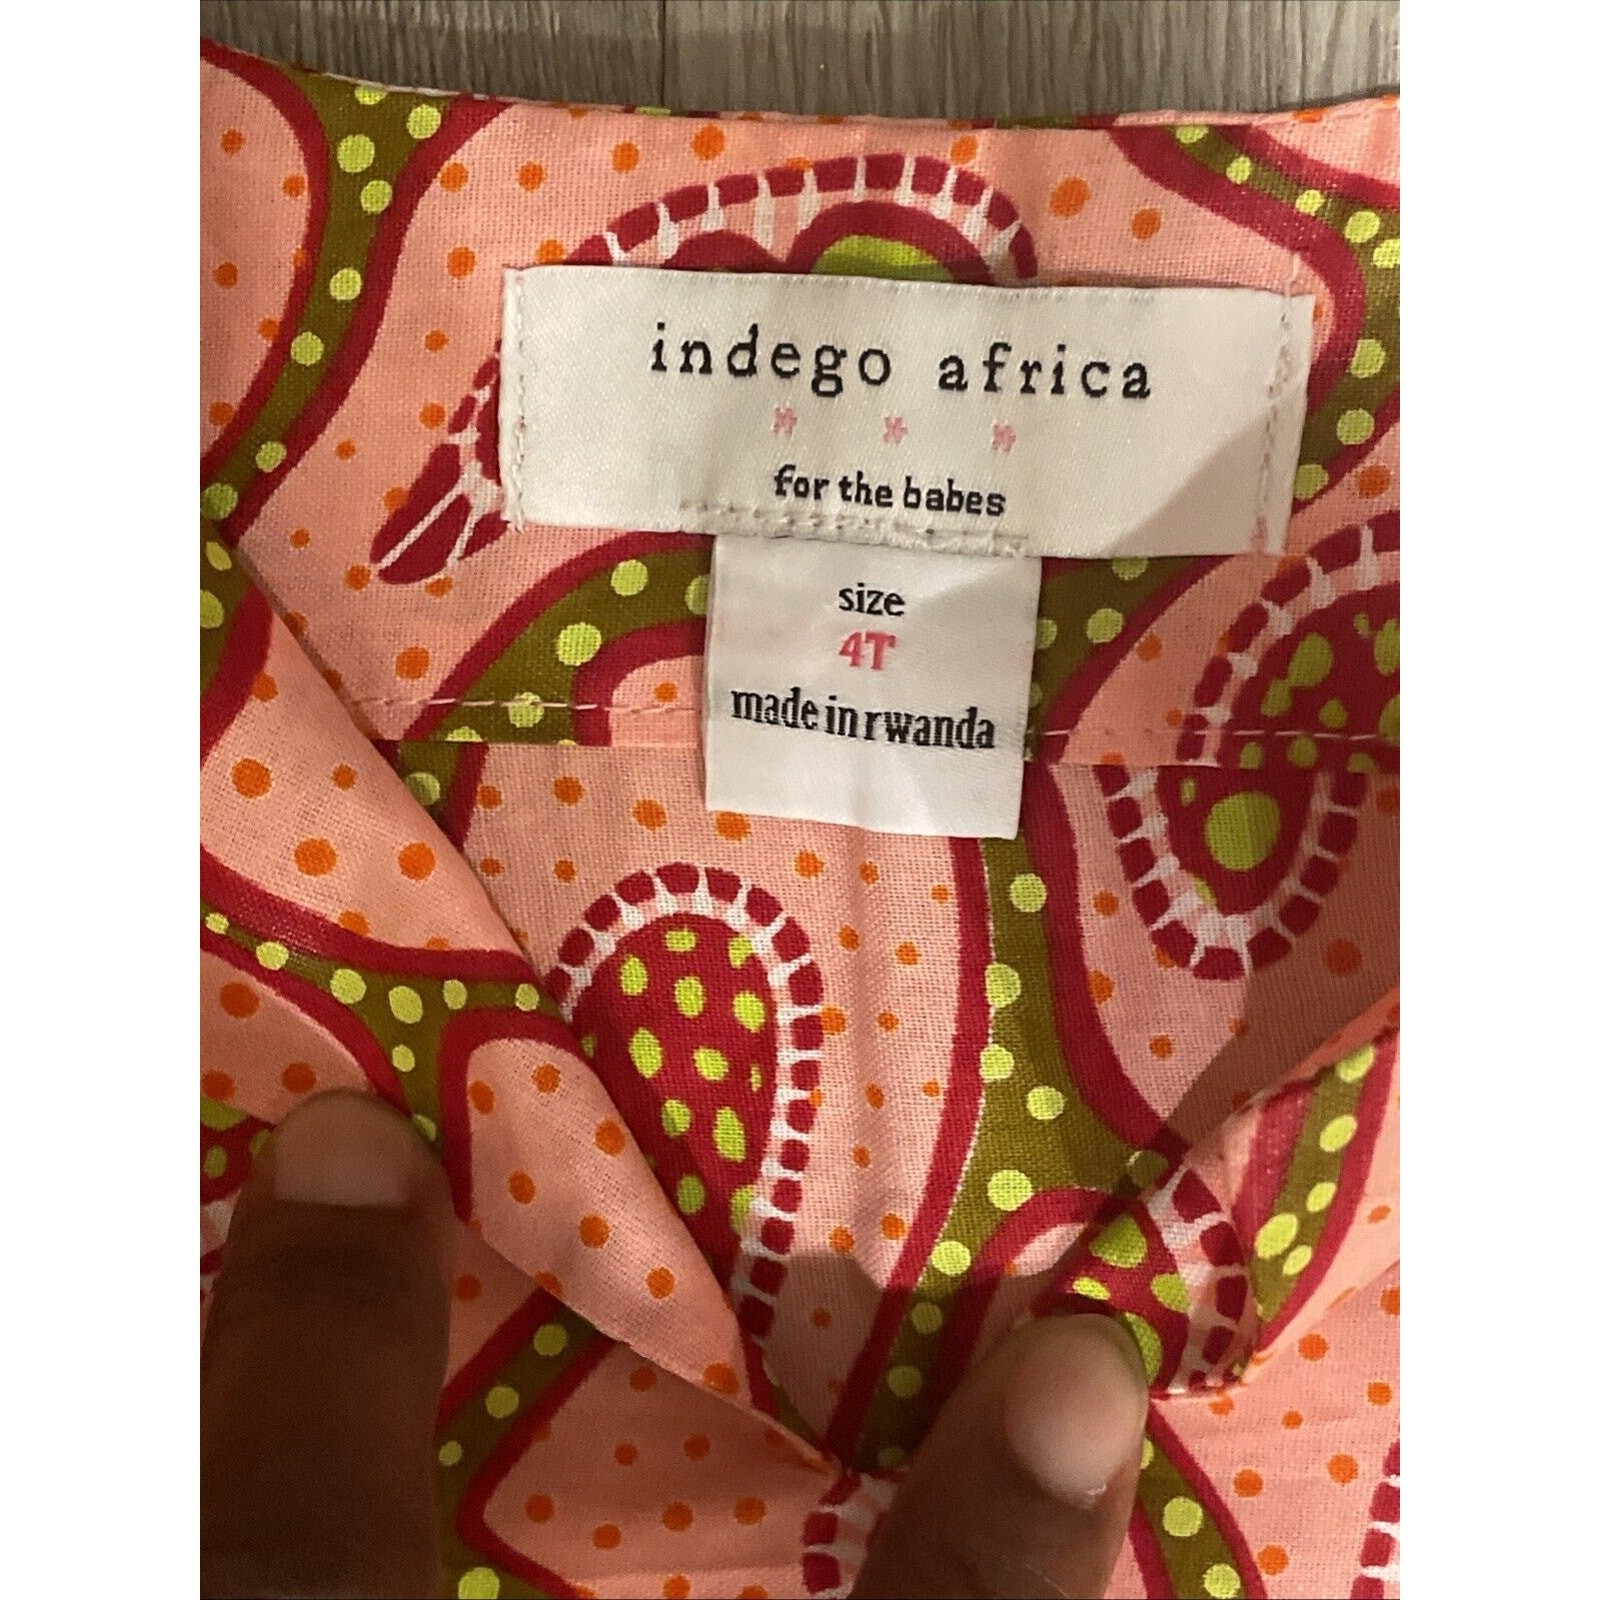 indego africa
* * *
for the babes
size
4T
made in rwanda